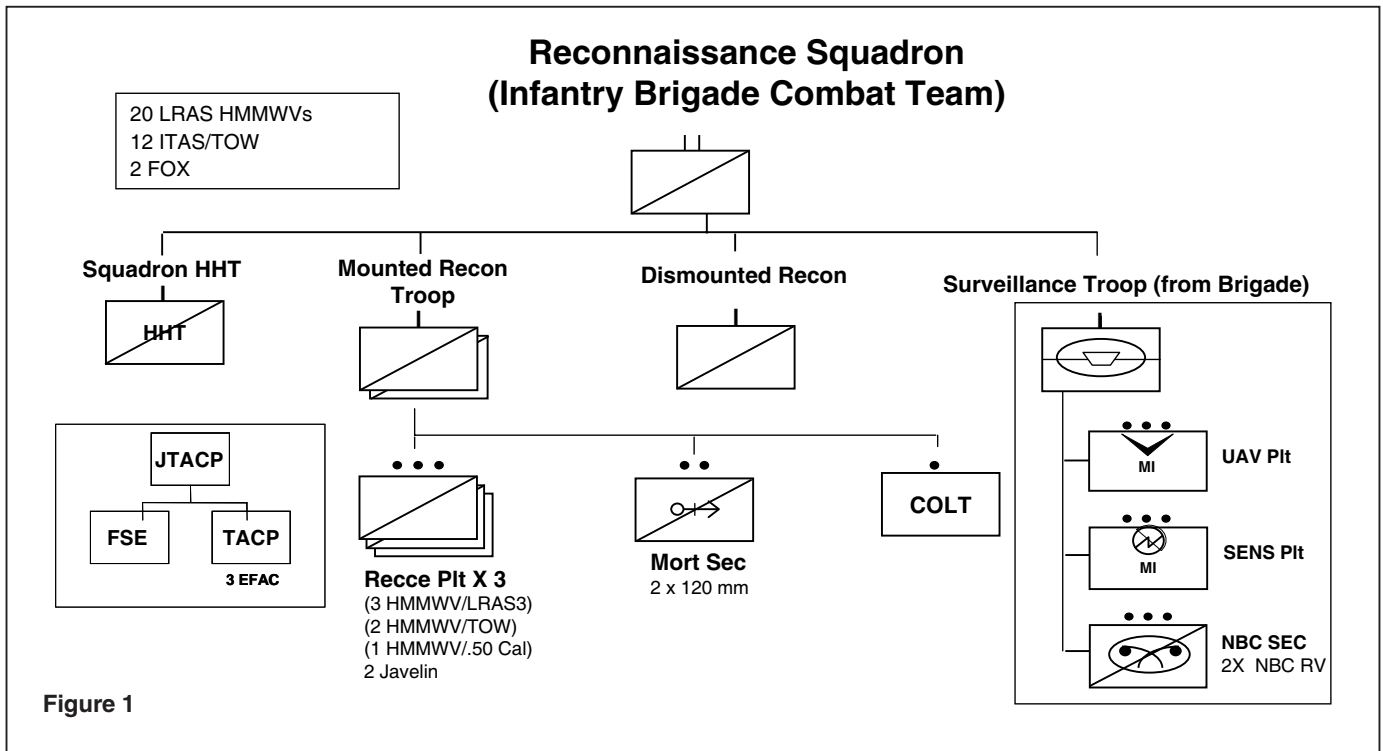 Reconnaissance Squadron
(Infantry Brigade Combat Team)
20 LRAS HMMWVs
12 ITAS/TOW
2 FOX
Squadron HHT
HHT
Mounted Recon
Troop
Dismounted Recon
Surveillance Troop (from Brigade)
JTACP
FSE
TACP
3 EFAC
Recce Plt X 3
(3 HMMWV/LRAS3)
(2 HMMWV/TOW)
(1 HMMWV/.50 Cal)
2 Javelin
Mort Sec
2 x 120 mm
COLT
MI
UAV Plt
MI
SENS Plt
NBC SEC
2X NBC RV
Figure 1